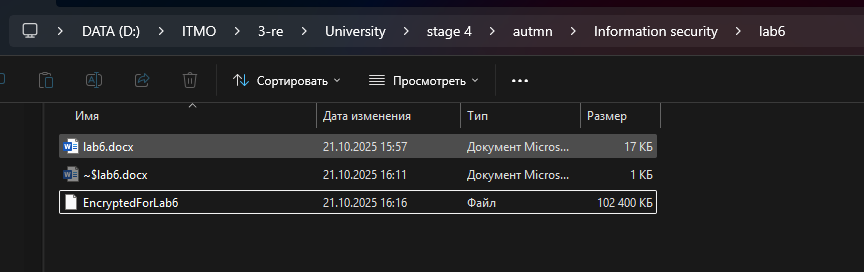 DATA (D:) > ITMO > 3-re > University > stage 4 > autmn > Information security > lab6
Сортировать Просмотреть ...
Имя Дата изменения Тип Размер
lab6.docx 21.10.2025 15:57 Документ Micros... 17 КБ
~$lab6.docx 21.10.2025 16:11 Документ Micros... 1 КБ
EncryptedForLab6 21.10.2025 16:16 Файл 102 400 КБ